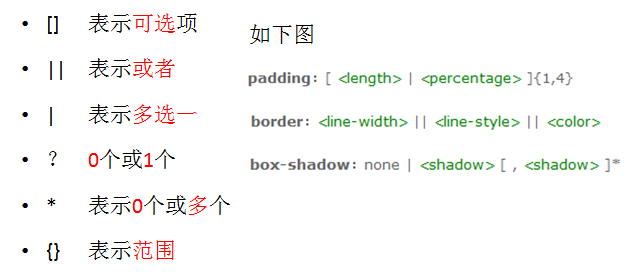 • [] 表示可选项
• || 表示或者
• | 表示多选一
• ? 0个或1个
• * 表示0个或多个
• {} 表示范围
如下图
padding: [ <length> | <percentage> ]{1,4}
border: <line-width> || <line-style> || <color>
box-shadow: none | <shadow> [ , <shadow> ]*